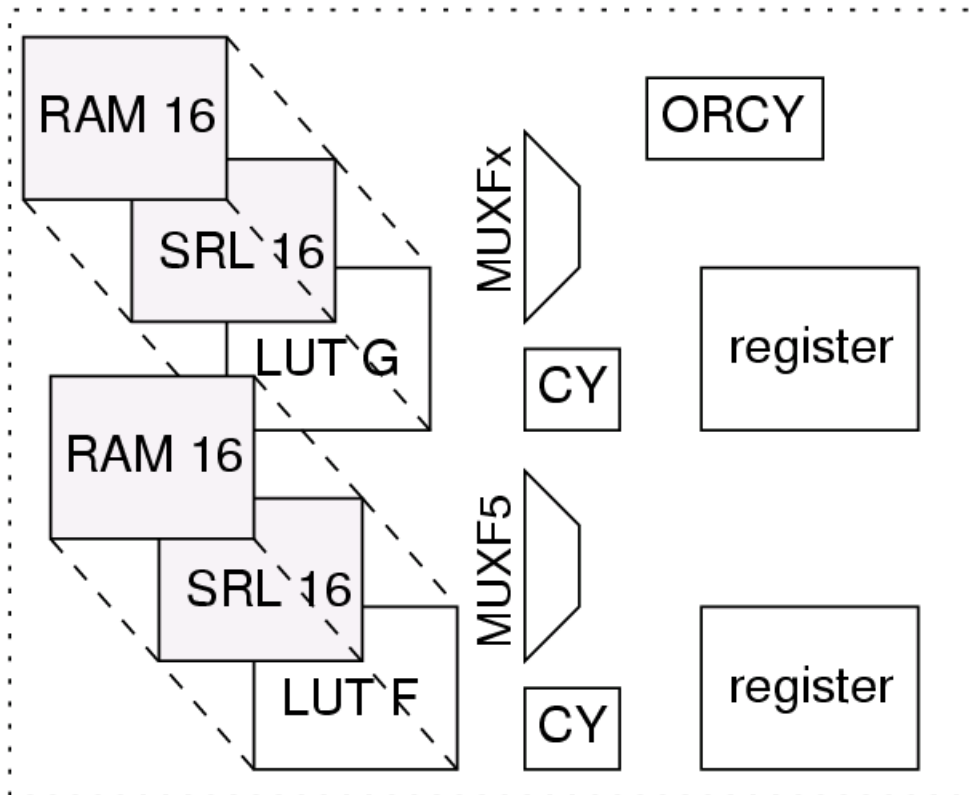 RAM 16
ORCY
MUXFx
SRL 16
LUT G
register
CY
RAM 16
MUXF5
SRL 16
LUT F
register
CY